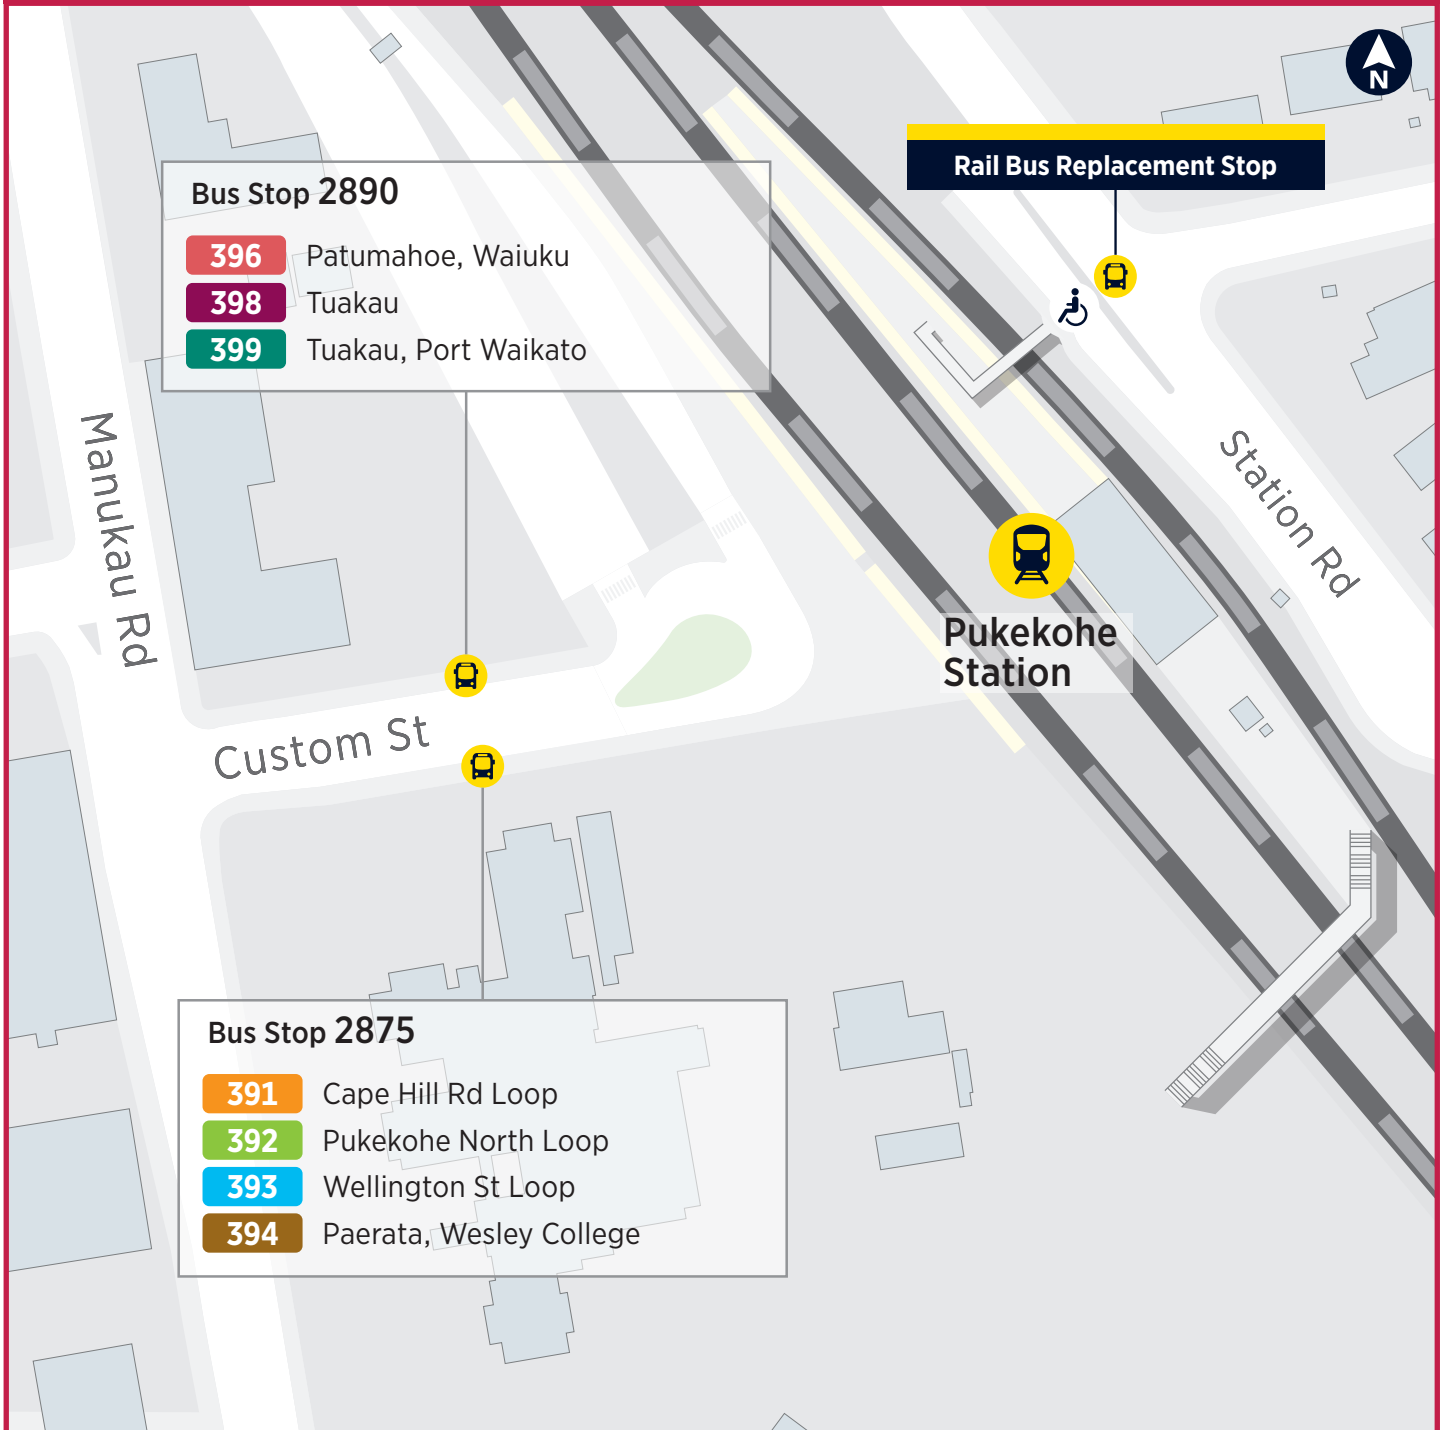 N
Rail Bus Replacement Stop
Bus Stop 2890
396 Patumahoe, Waiuku
398 Tuakau
399 Tuakau, Port Waikato
Manukau Rd
Station Rd
Pukekohe
Station
Custom St
Bus Stop 2875
391 Cape Hill Rd Loop
392 Pukekohe North Loop
393 Wellington St Loop
394 Paerata, Wesley College